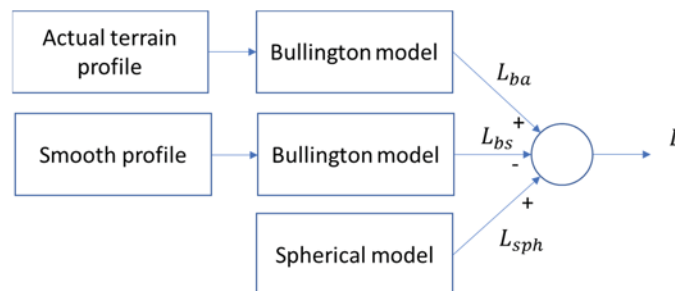 Actual terrain
profile
Bullington model
L_ba
+
Smooth profile
Bullington model
L_bs
-
L
+
Spherical model
L_sph